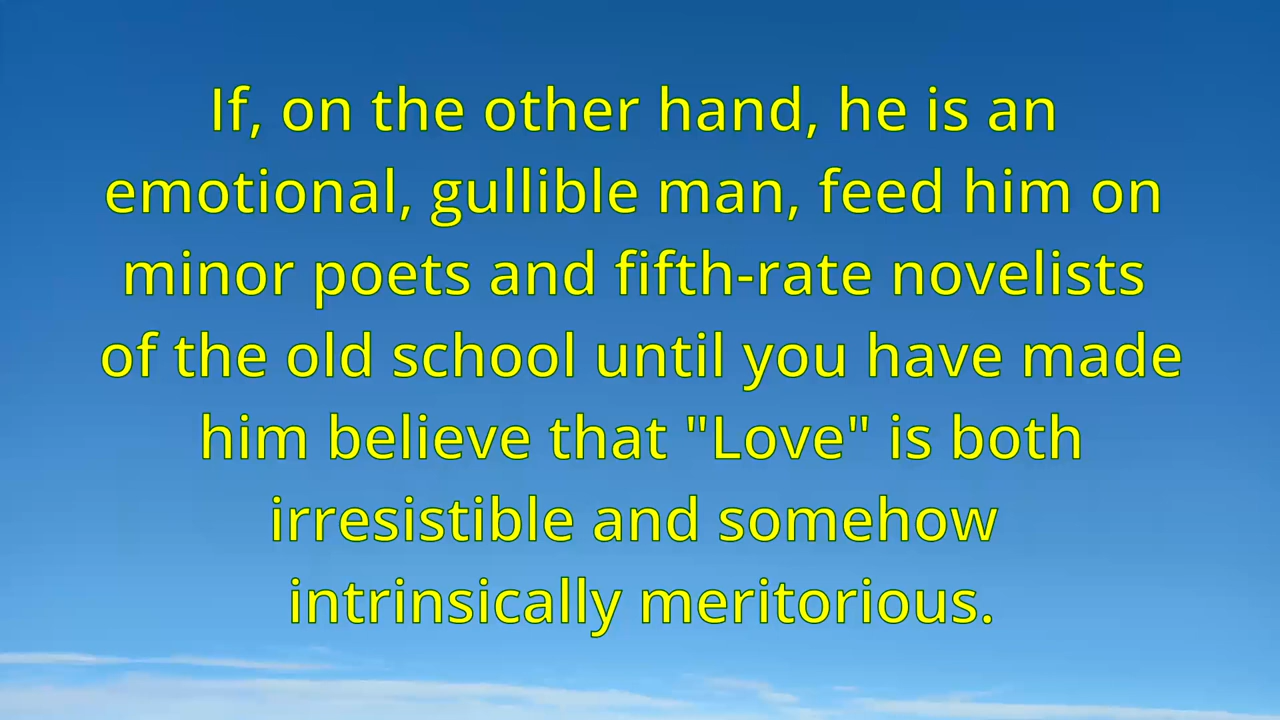 If, on the other hand, he is an
emotional, gullible man, feed him on
minor poets and fifth-rate novelists
of the old school until you have made
him believe that "Love" is both
irresistible and somehow
intrinsically meritorious.